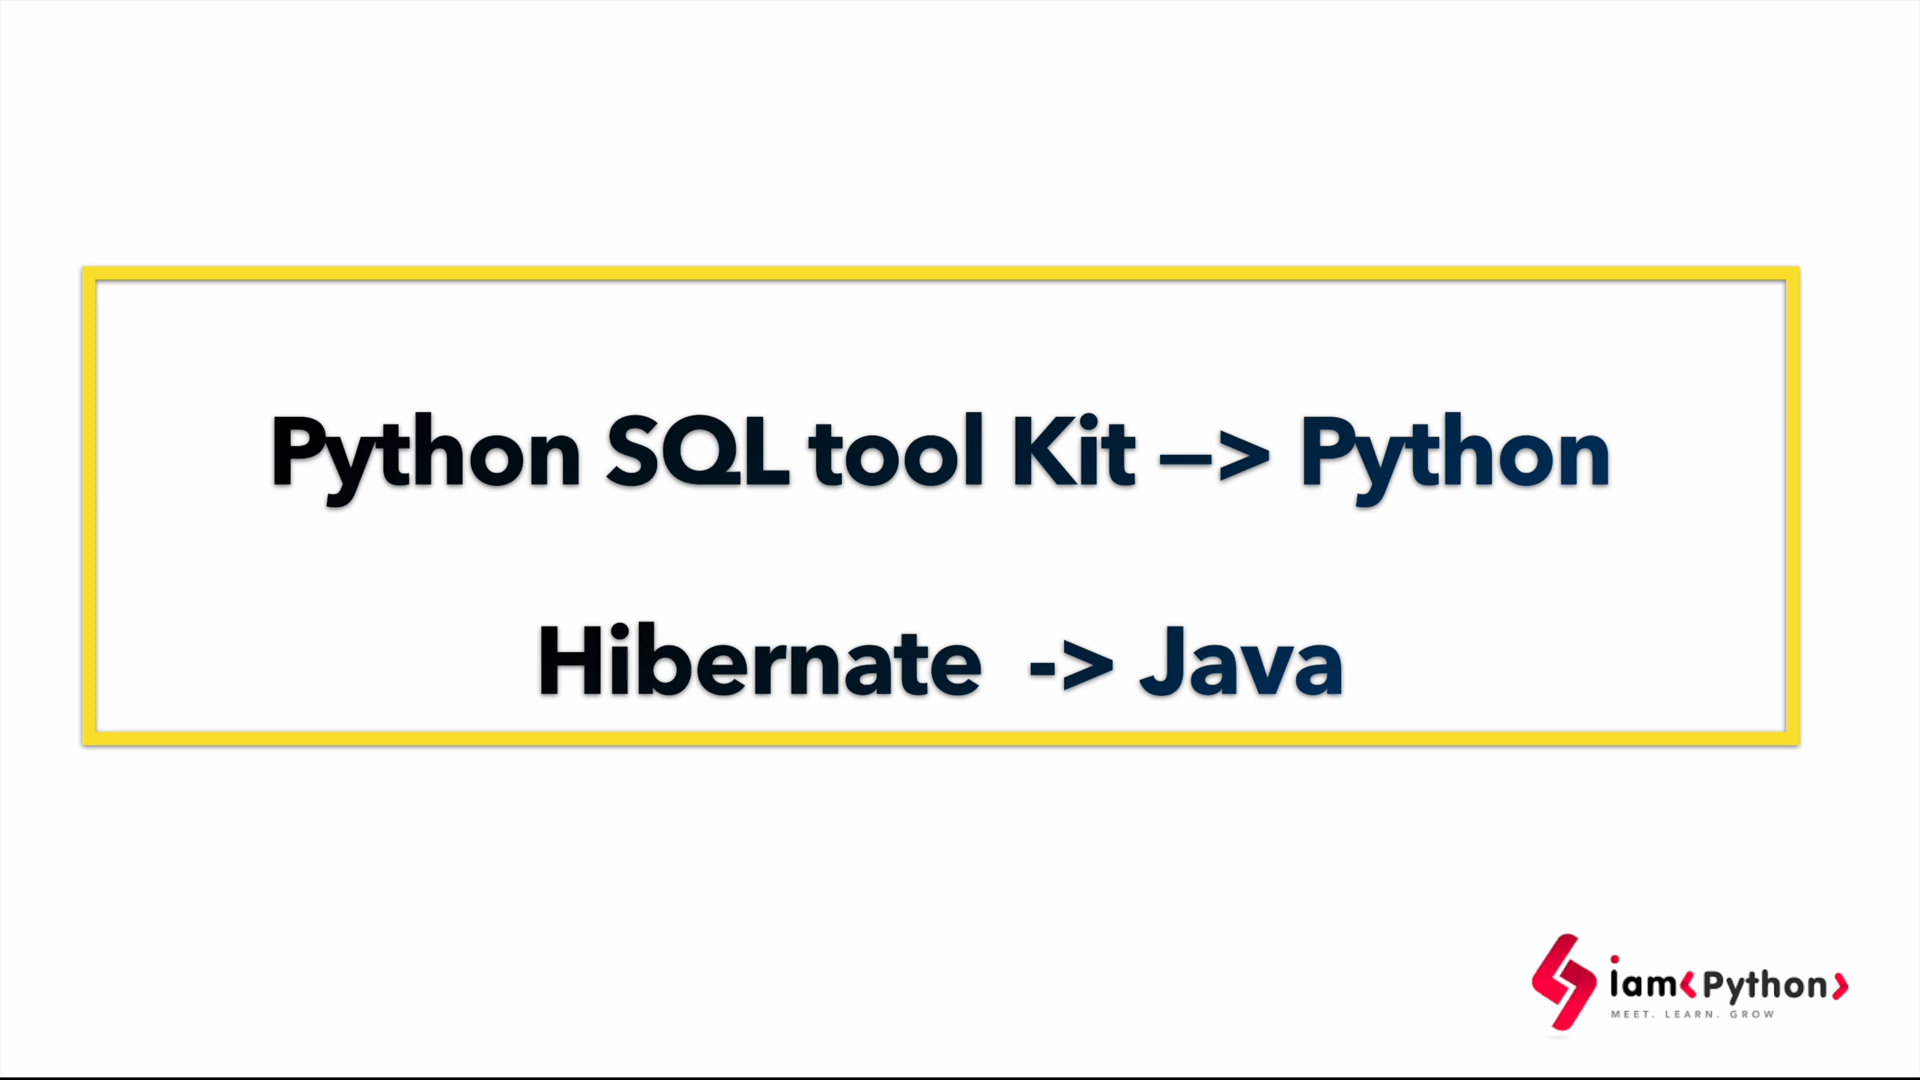 Python SQL tool Kit –> Python
Hibernate -> Java
iam<Python>
MEET. LEARN. GROW